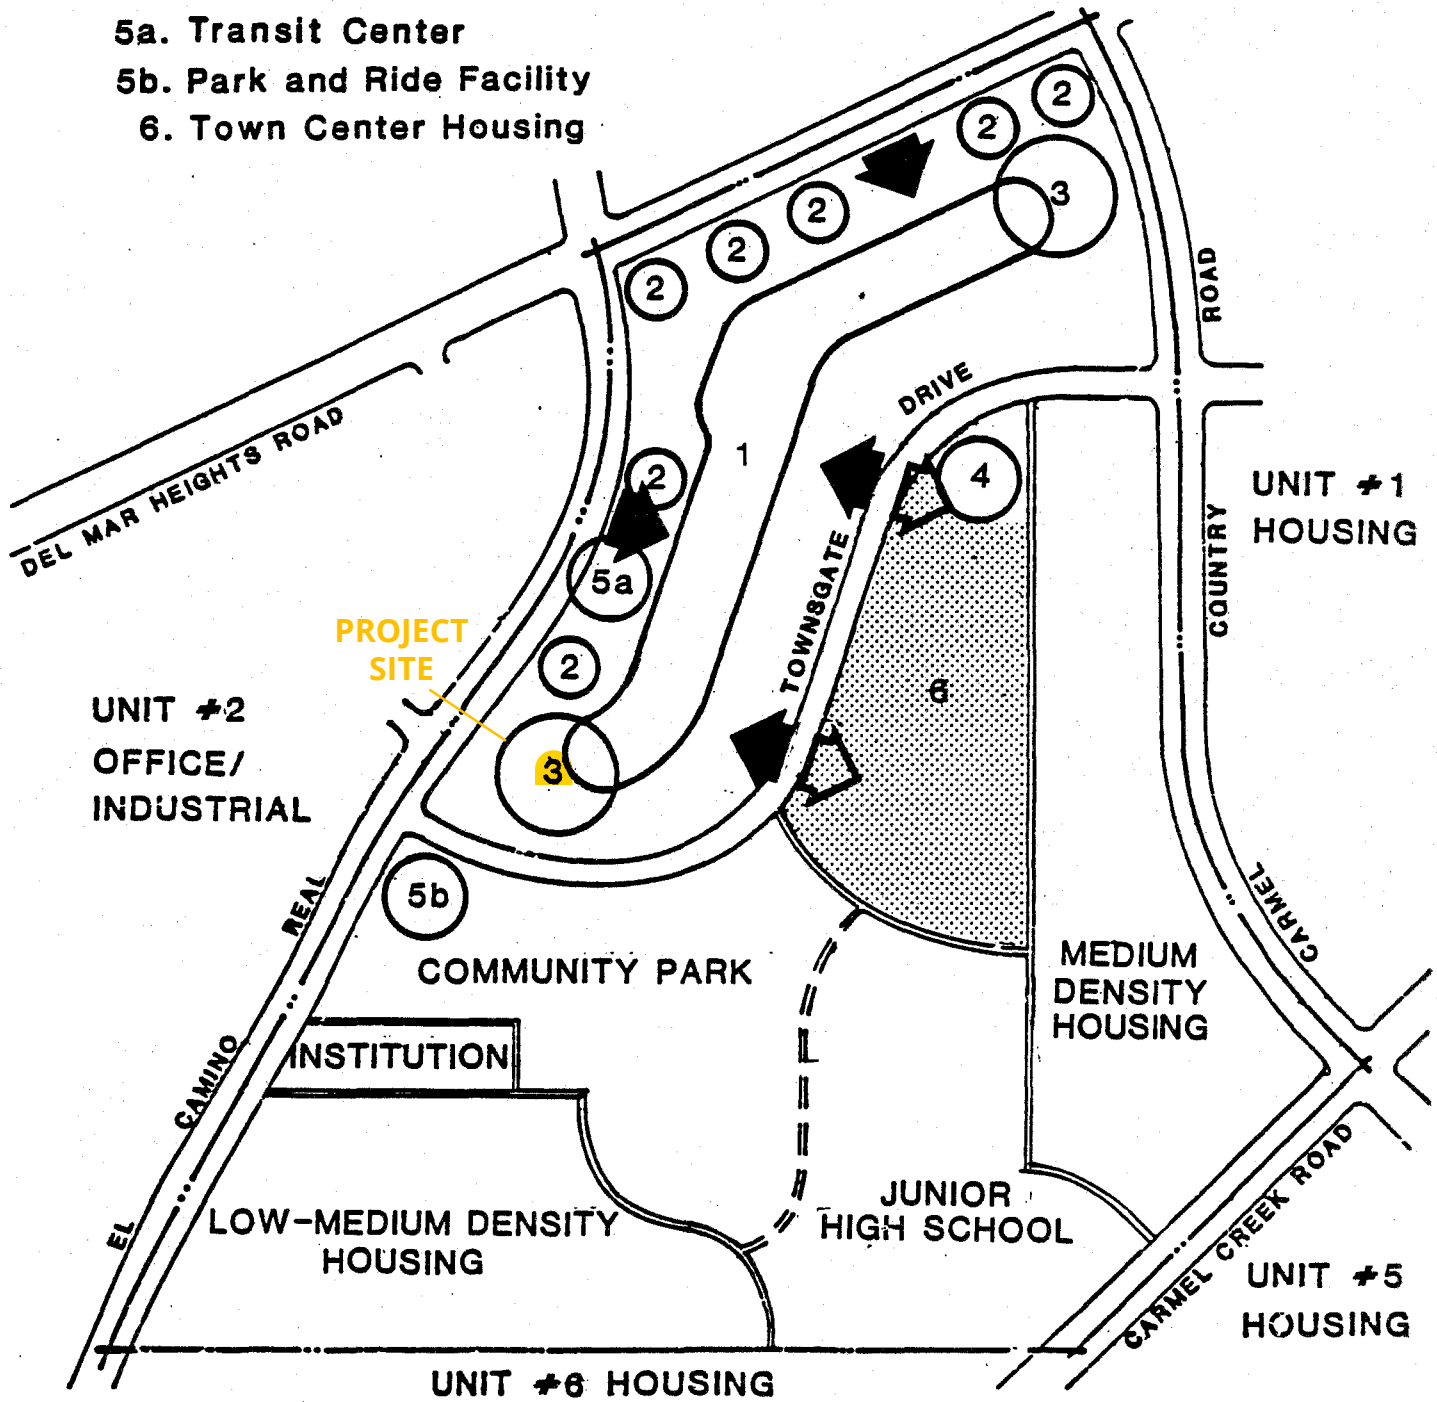 5a. Transit Center
5b. Park and Ride Facility
6. Town Center Housing
2
2
3
2
2
2
ROAD
DRIVE
DEL MAR HEIGHTS ROAD
2
1
4
UNIT #1
HOUSING
COUNTRY
TOWNSGATE
5a
PROJECT
SITE
2
6
UNIT #2
OFFICE/
INDUSTRIAL
3
5b
REAL
CARMEL
COMMUNITY PARK
MEDIUM
DENSITY
HOUSING
INSTITUTION
CAMINO
EL
LOW-MEDIUM DENSITY
HOUSING
JUNIOR
HIGH SCHOOL
CARMEL CREEK ROAD
UNIT #5
HOUSING
UNIT #6 HOUSING